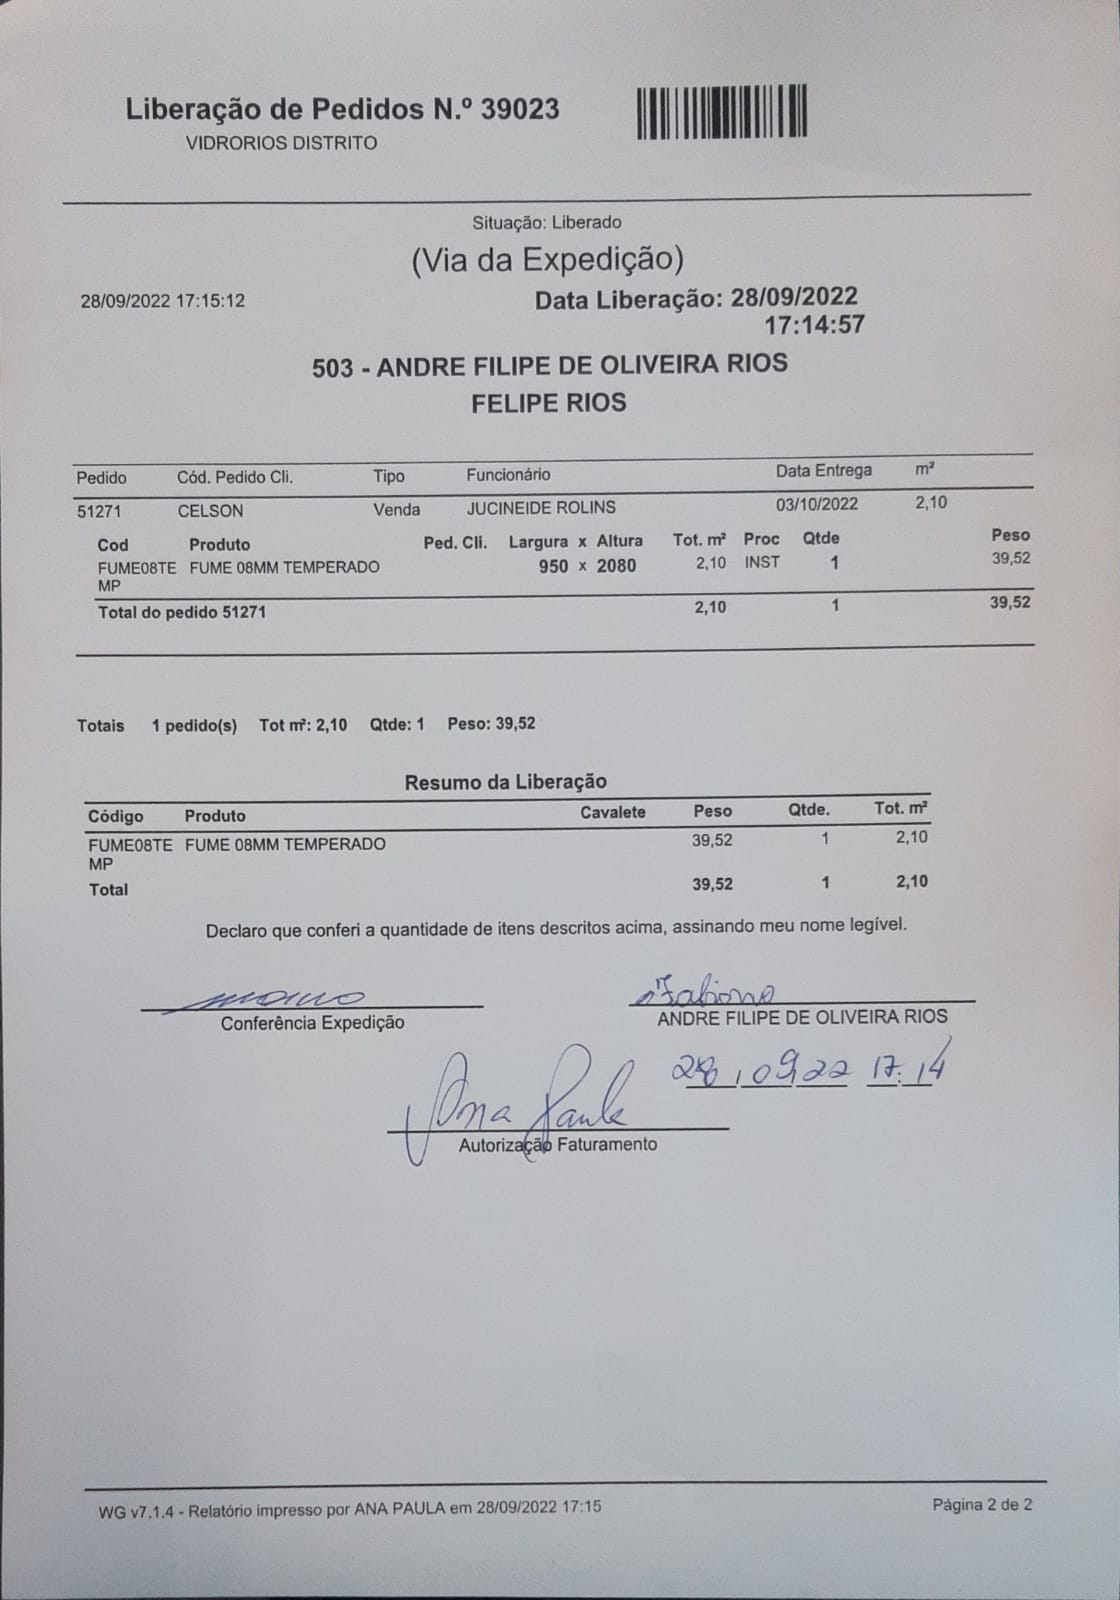 Liberação de Pedidos N.º 39023
VIDRORIOS DISTRITO
Situação: Liberado
(Via da Expedição)
28/09/2022 17:15:12
Data Liberação: 28/09/2022
17:14:57
503 - ANDRE FILIPE DE OLIVEIRA RIOS
FELIPE RIOS
Pedido Cód. Pedido Cli. Tipo Funcionário Data Entrega m²
51271 CELSON Venda JUCINEIDE ROLINS 03/10/2022 2,10
Cod Produto Ped. Cli. Largura x Altura Tot. m² Proc Qtde Peso
FUME08TE FUME 08MM TEMPERADO 950 x 2080 2,10 INST 1 39,52
MP
Total do pedido 51271 2,10 1 39,52
Totais 1 pedido(s) Tot m²: 2,10 Qtde: 1 Peso: 39,52
Resumo da Liberação
Código Produto Cavalete Peso Qtde. Tot. m²
FUME08TE FUME 08MM TEMPERADO 39,52 1 2,10
MP
Total 39,52 1 2,10
Declaro que conferi a quantidade de itens descritos acima, assinando meu nome legível.
Fabiano
Conferência Expedição
ANDRE FILIPE DE OLIVEIRA RIOS
28 09 22 17:14
Ana Paula
Autorização Faturamento
WG v7.1.4 - Relatório impresso por ANA PAULA em 28/09/2022 17:15
Página 2 de 2